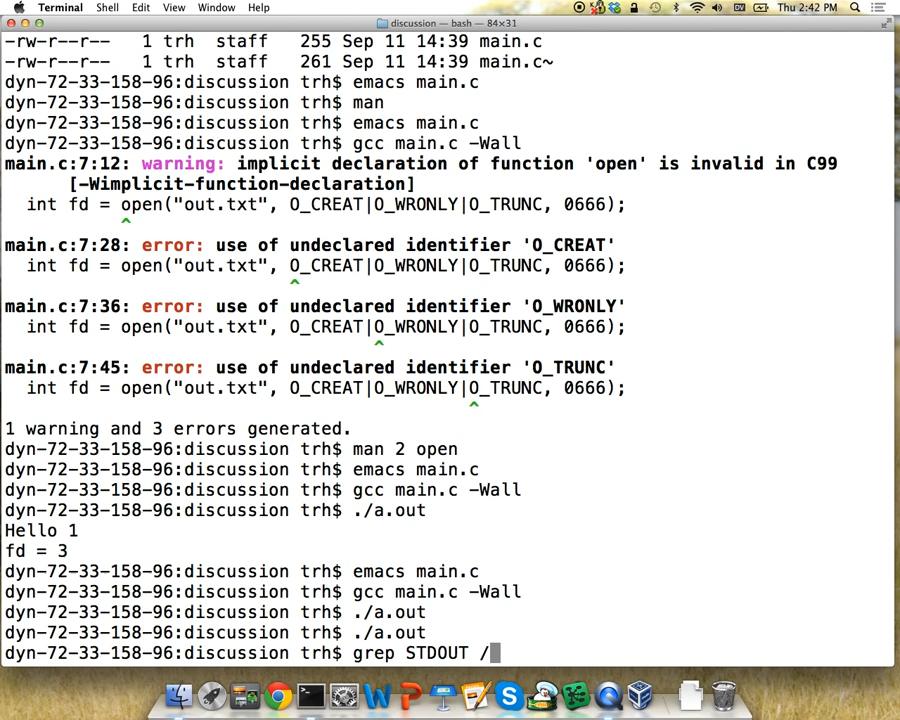 Terminal Shell Edit View Window Help Thu 2:42 PM
discussion — bash — 84×31
-rw-r--r-- 1 trh staff 255 Sep 11 14:39 main.c
-rw-r--r-- 1 trh staff 261 Sep 11 14:39 main.c~
dyn-72-33-158-96:discussion trh$ emacs main.c
dyn-72-33-158-96:discussion trh$ man
dyn-72-33-158-96:discussion trh$ emacs main.c
dyn-72-33-158-96:discussion trh$ gcc main.c -Wall
main.c:7:12: warning: implicit declaration of function 'open' is invalid in C99
[-Wimplicit-function-declaration]
int fd = open("out.txt", O_CREAT|O_WRONLY|O_TRUNC, 0666);
^
main.c:7:28: error: use of undeclared identifier 'O_CREAT'
int fd = open("out.txt", O_CREAT|O_WRONLY|O_TRUNC, 0666);
^
main.c:7:36: error: use of undeclared identifier 'O_WRONLY'
int fd = open("out.txt", O_CREAT|O_WRONLY|O_TRUNC, 0666);
^
main.c:7:45: error: use of undeclared identifier 'O_TRUNC'
int fd = open("out.txt", O_CREAT|O_WRONLY|O_TRUNC, 0666);
^
1 warning and 3 errors generated.
dyn-72-33-158-96:discussion trh$ man 2 open
dyn-72-33-158-96:discussion trh$ emacs main.c
dyn-72-33-158-96:discussion trh$ gcc main.c -Wall
dyn-72-33-158-96:discussion trh$ ./a.out
Hello 1
fd = 3
dyn-72-33-158-96:discussion trh$ emacs main.c
dyn-72-33-158-96:discussion trh$ gcc main.c -Wall
dyn-72-33-158-96:discussion trh$ ./a.out
dyn-72-33-158-96:discussion trh$ ./a.out
dyn-72-33-158-96:discussion trh$ grep STDOUT /